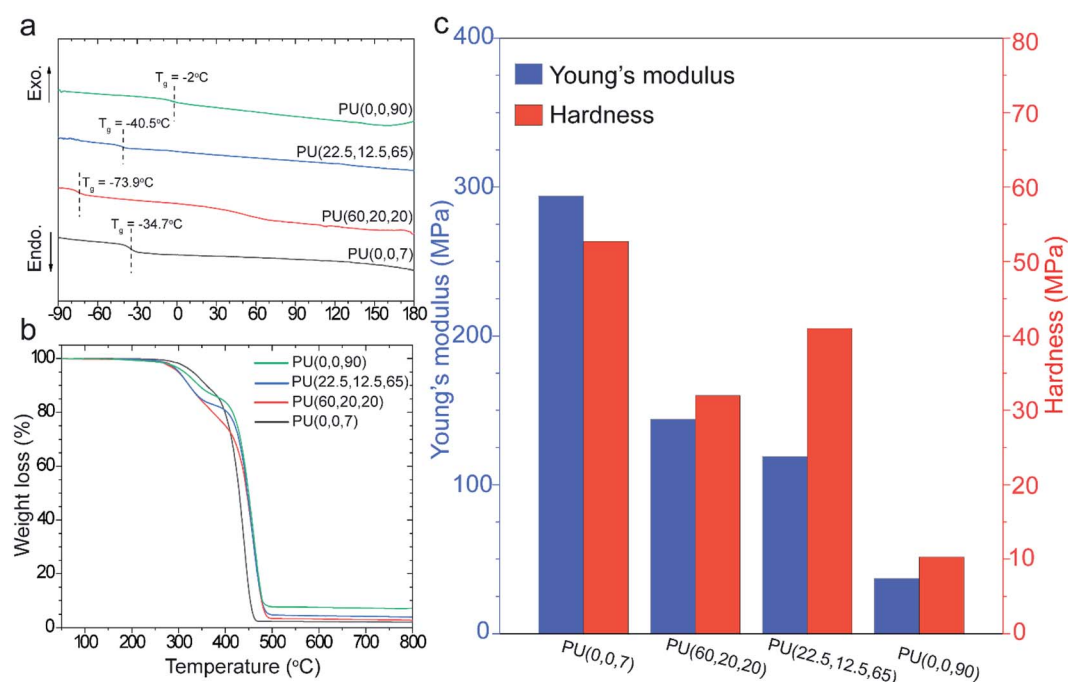 a
Exo.
Endo.
T_g = -2°C
PU(0,0,90)
T_g = -40.5°C
PU(22.5,12.5,65)
T_g = -73.9°C
PU(60,20,20)
T_g = -34.7°C
PU(0,0,7)
-90 -60 -30 0 30 60 90 120 150 180
b
Weight loss (%)
100
80
60
40
20
0
PU(0,0,90)
PU(22.5,12.5,65)
PU(60,20,20)
PU(0,0,7)
100 200 300 400 500 600 700 800
Temperature (°C)
c
Young's modulus (MPa)
400
300
200
100
0
Young's modulus
Hardness
80
70
60
50
40
30
20
10
0
Hardness (MPa)
PU(0,0,7)
PU(60,20,20)
PU(22.5,12.5,65)
PU(0,0,90)